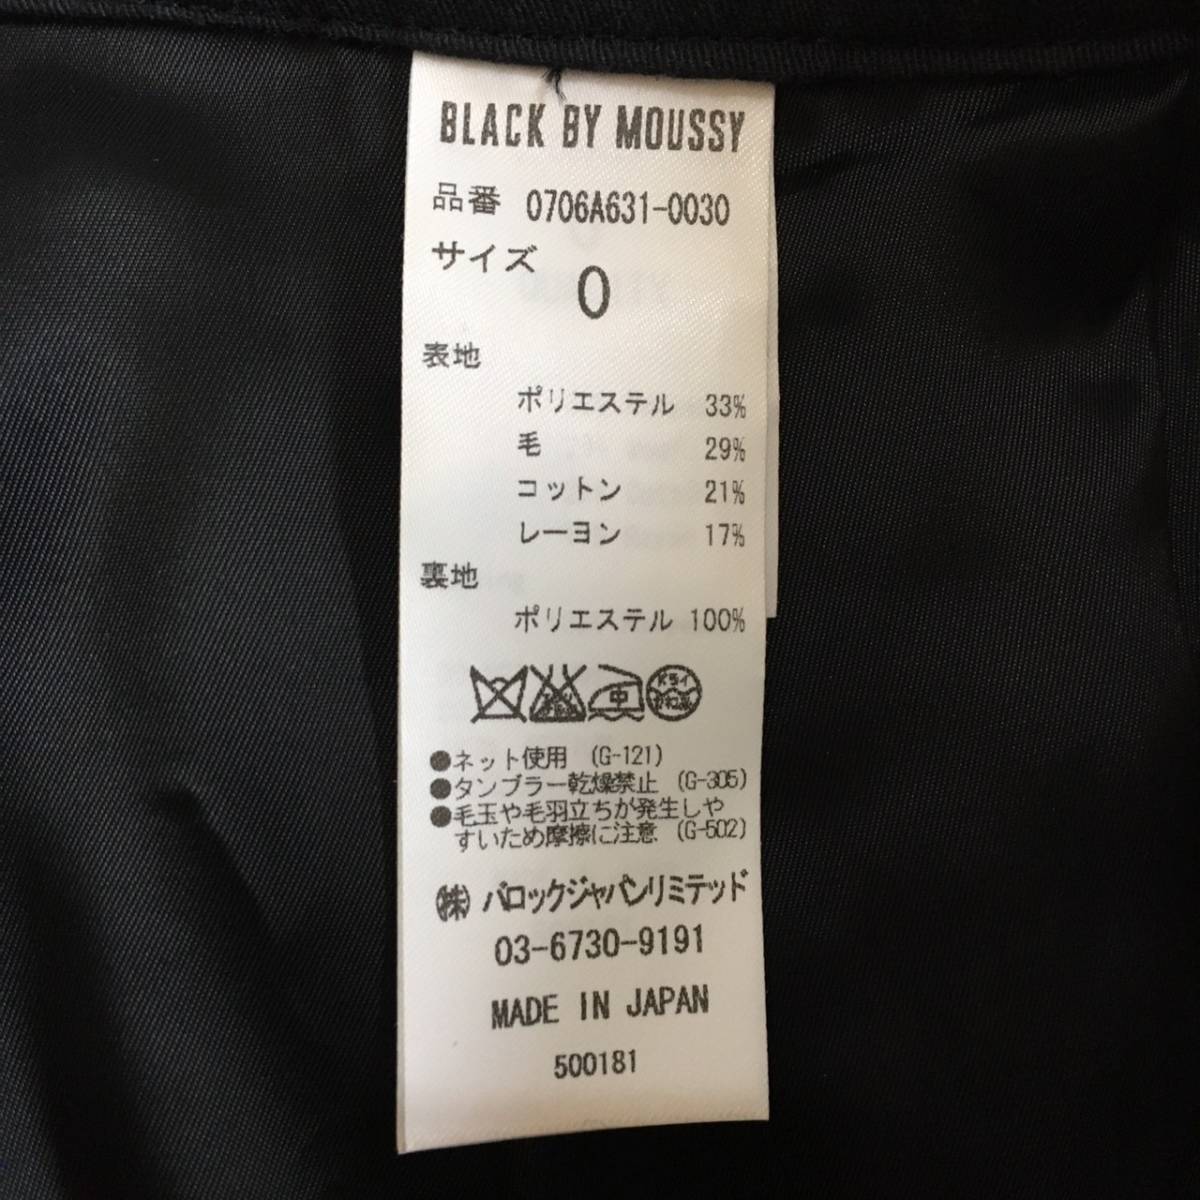 BLACK BY MOUSSY
品番 0706A631-0030
サイズ 0
表地
ポリエステル 33%
毛 29%
コットン 21%
レーヨン 17%
裏地
ポリエステル 100%
中 ドライ
●ネット使用 (G-121)
●タンブラー乾燥禁止 (G-305)
●毛玉や毛羽立ちが発生しや
すいため摩擦に注意 (G-502)
㈱ バロックジャパンリミテッド
03-6730-9191
MADE IN JAPAN
500181